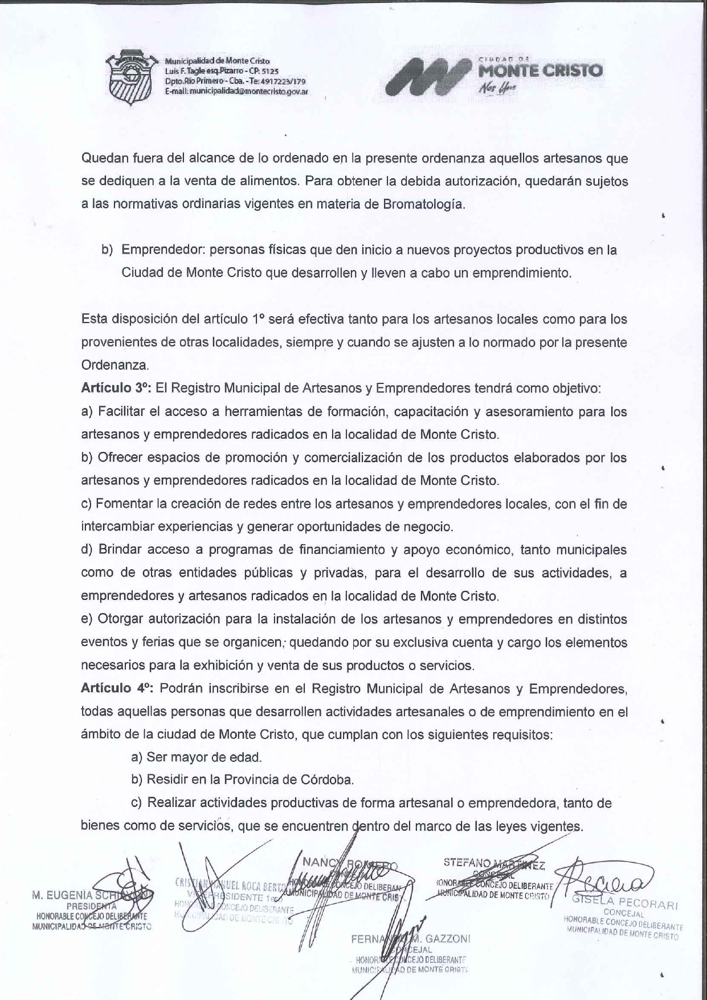 Municipalidad de Monte Cristo
Luis F. Tagle esq.Pizarro - CP: 5125
Dpto.Río Primero - Cba. -Te: 4917223/179
E-mail: municipalidad@montecristo.gov.ar
CIUDAD DE
MONTE CRISTO
Quedan fuera del alcance de lo ordenado en la presente ordenanza aquellos artesanos que
se dediquen a la venta de alimentos. Para obtener la debida autorización, quedarán sujetos
a las normativas ordinarias vigentes en materia de Bromatología.
b) Emprendedor: personas físicas que den inicio a nuevos proyectos productivos en la
Ciudad de Monte Cristo que desarrollen y lleven a cabo un emprendimiento.
Esta disposición del artículo 1º será efectiva tanto para los artesanos locales como para los
provenientes de otras localidades, siempre y cuando se ajusten a lo normado por la presente
Ordenanza.
Artículo 3º: El Registro Municipal de Artesanos y Emprendedores tendrá como objetivo:
a) Facilitar el acceso a herramientas de formación, capacitación y asesoramiento para los
artesanos y emprendedores radicados en la localidad de Monte Cristo.
b) Ofrecer espacios de promoción y comercialización de los productos elaborados por los
artesanos y emprendedores radicados en la localidad de Monte Cristo.
c) Fomentar la creación de redes entre los artesanos y emprendedores locales, con el fin de
intercambiar experiencias y generar oportunidades de negocio.
d) Brindar acceso a programas de financiamiento y apoyo económico, tanto municipales
como de otras entidades públicas y privadas, para el desarrollo de sus actividades, a
emprendedores y artesanos radicados en la localidad de Monte Cristo.
e) Otorgar autorización para la instalación de los artesanos y emprendedores en distintos
eventos y ferias que se organicen, quedando por su exclusiva cuenta y cargo los elementos
necesarios para la exhibición y venta de sus productos o servicios.
Artículo 4º: Podrán inscribirse en el Registro Municipal de Artesanos y Emprendedores,
todas aquellas personas que desarrollen actividades artesanales o de emprendimiento en el
ámbito de la ciudad de Monte Cristo, que cumplan con los siguientes requisitos:
a) Ser mayor de edad.
b) Residir en la Provincia de Córdoba.
c) Realizar actividades productivas de forma artesanal o emprendedora, tanto de
bienes como de servicios, que se encuentren dentro del marco de las leyes vigentes.
M. EUGENIA
PRESIDENTA
HONORABLE CONCEJO DELIBERANTE
MUNICIPALIDAD DE MONTE CRISTO
CRISTIAN MANUEL ROCA BERTO
VICEPRESIDENTE
HONORABLE CONCEJO DELIBERANTE
MUNICIPALIDAD DE MONTE CRISTO
NANCY ROMERO
CONCEJAL
HONORABLE CONCEJO DELIBERAN
MUNICIPALIDAD DE MONTE CRIS
STEFANO MARTINEZ
CONCEJAL
HONORABLE CONCEJO DELIBERANTE
MUNICIPALIDAD DE MONTE CRISTO
GISELA PECORARI
CONCEJAL
HONORABLE CONCEJO DELIBERANTE
MUNICIPALIDAD DE MONTE CRISTO
FERNANDO M. GAZZONI
CONCEJAL
HONORABLE CONCEJO DELIBERANTE
MUNICIPALIDAD DE MONTE CRISTO